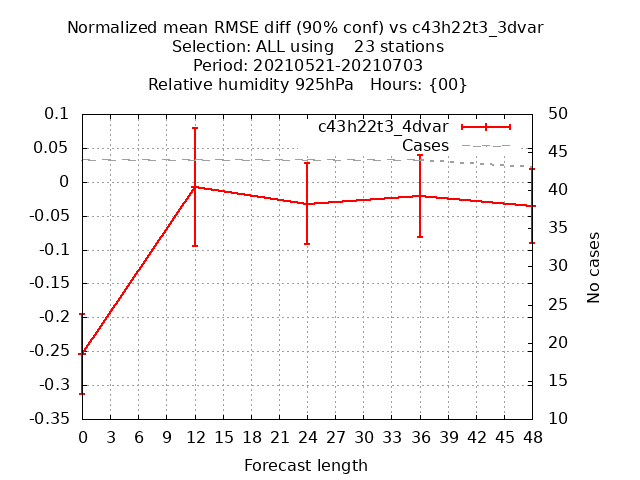 Normalized mean RMSE diff (90% conf) vs c43h22t3_3dvar
Selection: ALL using    23 stations
Period: 20210521-20210703
Relative humidity 925hPa   Hours: {00}
c43h22t3_4dvar
Cases
0.1
0.05
0
-0.05
-0.1
-0.15
-0.2
-0.25
-0.3
-0.35
50
45
40
35
30
25
20
15
10
No cases
0 3 6 9 12 15 18 21 24 27 30 33 36 39 42 45 48
Forecast length